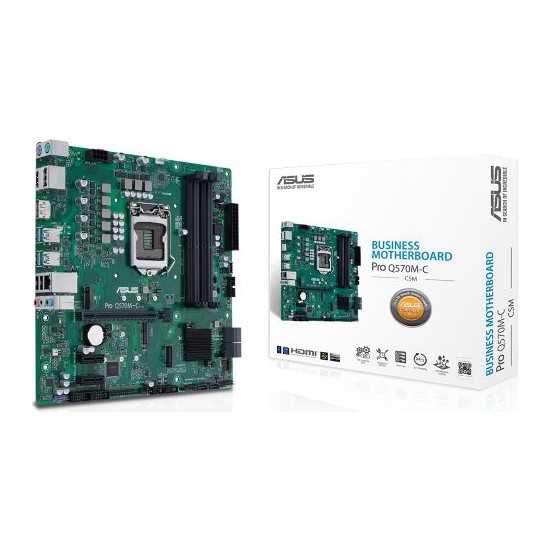 ASUS
Pro Q570M-C
ASUS
IN SEARCH OF INCREDIBLE
BUSINESS
MOTHERBOARD
Pro Q570M-C
CSM
HDMI
ASUS
IN SEARCH OF INCREDIBLE
BUSINESS MOTHERBOARD
Pro Q570M-C
CSM